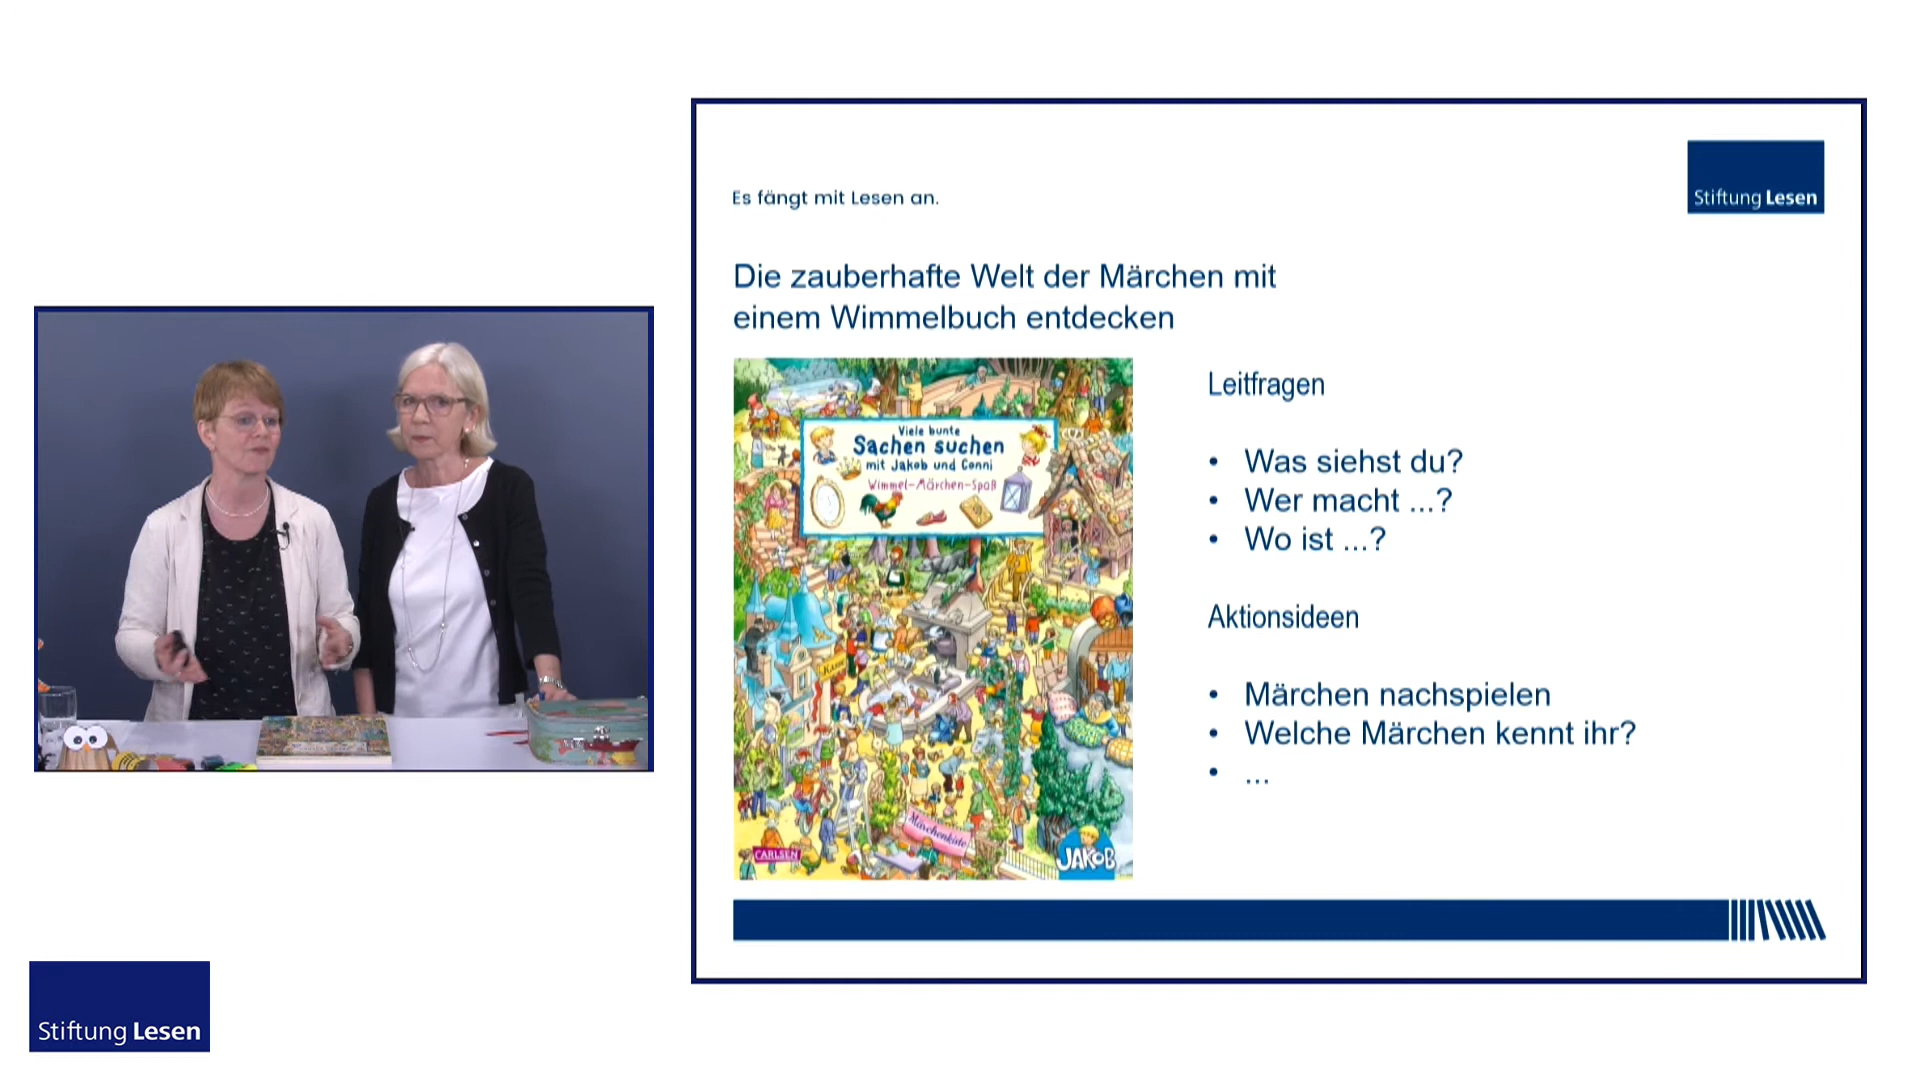 Es fängt mit Lesen an.
Stiftung Lesen
Die zauberhafte Welt der Märchen mit
einem Wimmelbuch entdecken
Viele bunte
Sachen suchen
mit Jakob und Conni
Wimmel-Märchen-Spaß
KASSE
Märchenkiste
CARLSEN
JAKOB
Leitfragen
• Was siehst du?
• Wer macht ...?
• Wo ist ...?
Aktionsideen
• Märchen nachspielen
• Welche Märchen kennt ihr?
• ...
Stiftung Lesen